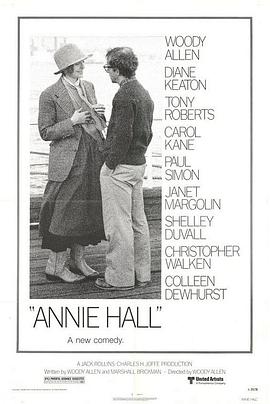 WOODY
ALLEN
DIANE
KEATON
TONY
ROBERTS
CAROL
KANE
PAUL
SIMON
JANET
MARGOLIN
SHELLEY
DUVALL
CHRISTOPHER
WALKEN
COLLEEN
DEWHURST
"ANNIE HALL"
A new comedy.
A JACK ROLLINS-CHARLES H. JOFFE PRODUCTION
Written by WOODY ALLEN and MARSHALL BRICKMAN • Directed by WOODY ALLEN
United Artists
ANNIE HALL